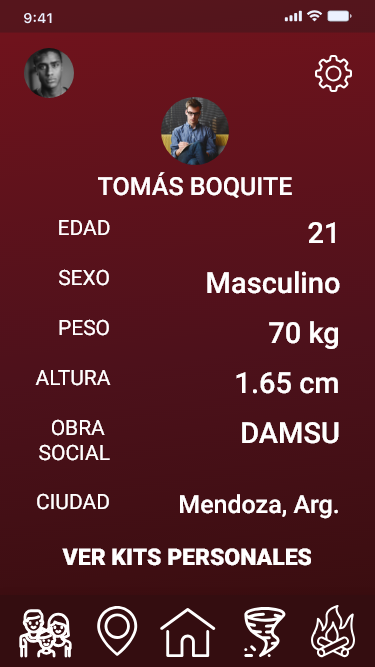 9:41
TOMÁS BOQUITE
EDAD 21
SEXO Masculino
PESO 70 kg
ALTURA 1.65 cm
OBRA SOCIAL DAMSU
CIUDAD Mendoza, Arg.
VER KITS PERSONALES